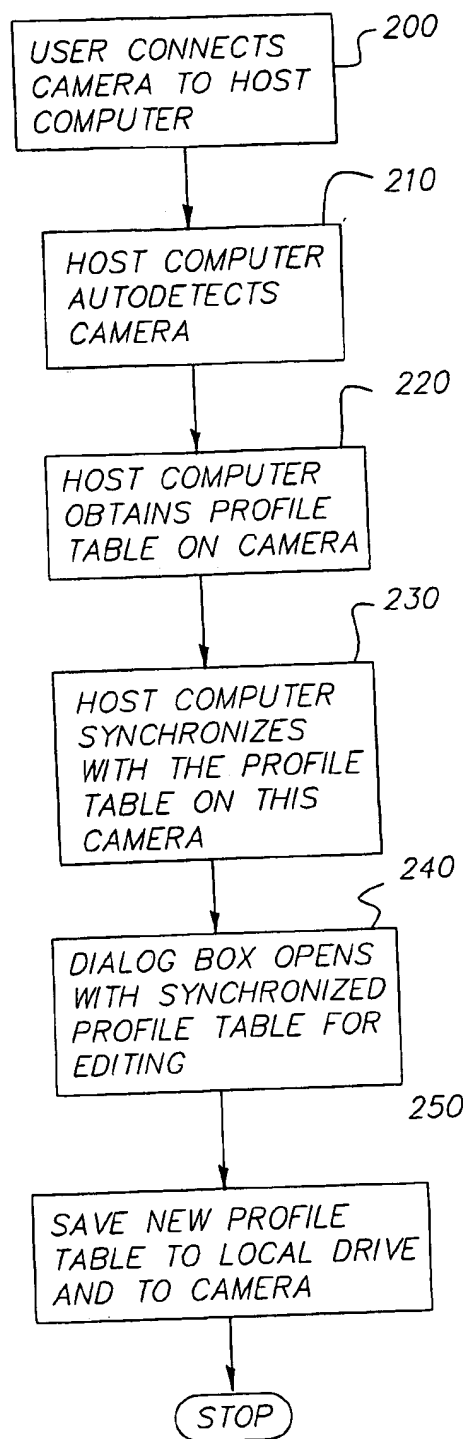 200
USER CONNECTS
CAMERA TO HOST
COMPUTER
210
HOST COMPUTER
AUTODETECTS
CAMERA
220
HOST COMPUTER
OBTAINS PROFILE
TABLE ON CAMERA
230
HOST COMPUTER
SYNCHRONIZES
WITH THE PROFILE
TABLE ON THIS
CAMERA
240
DIALOG BOX OPENS
WITH SYNCHRONIZED
PROFILE TABLE FOR
EDITING
250
SAVE NEW PROFILE
TABLE TO LOCAL DRIVE
AND TO CAMERA
STOP